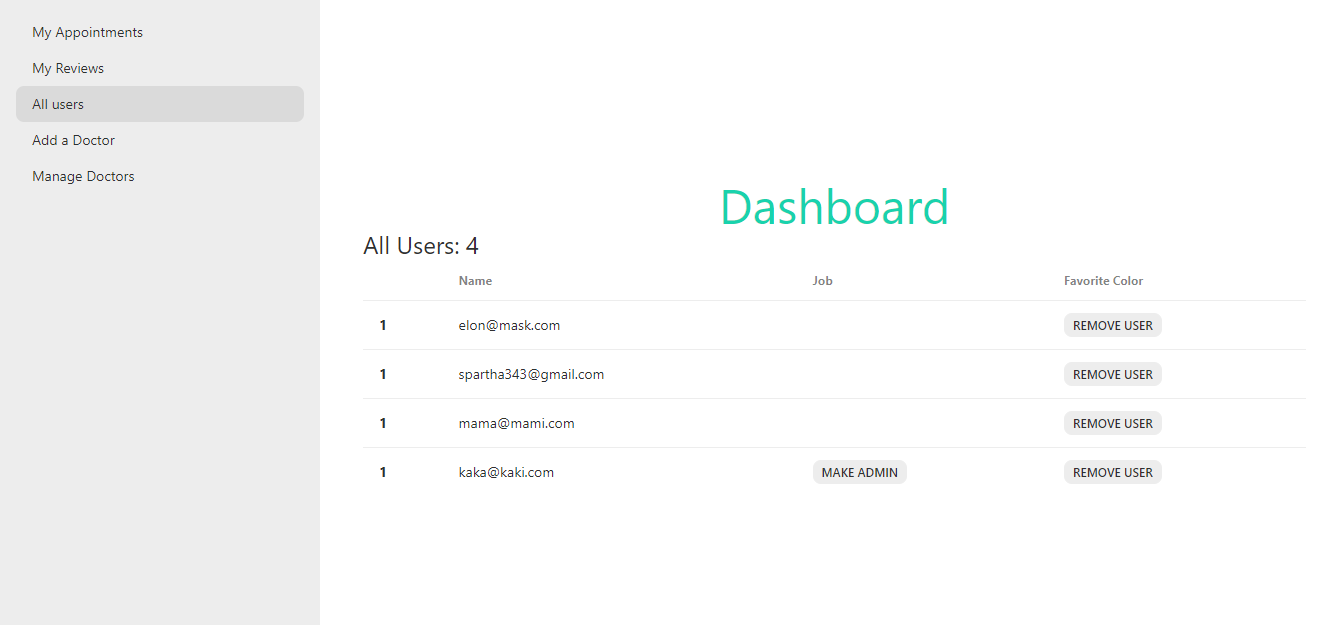 My Appointments
My Reviews
All users
Add a Doctor
Manage Doctors
Dashboard
All Users: 4
Name Job Favorite Color
1 elon@mask.com REMOVE USER
1 spartha343@gmail.com REMOVE USER
1 mama@mami.com REMOVE USER
1 kaka@kaki.com MAKE ADMIN REMOVE USER